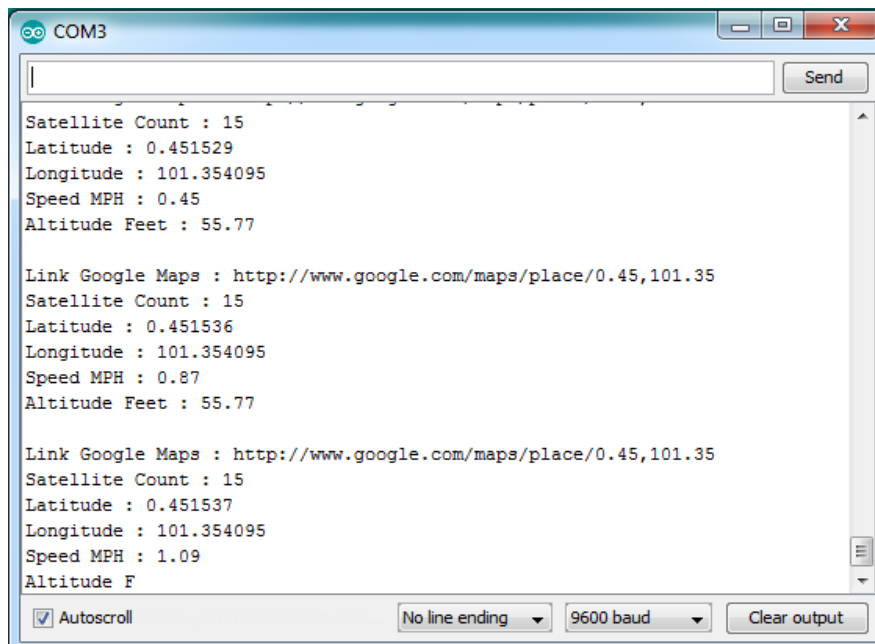 COM3
Send
Satellite Count : 15
Latitude : 0.451529
Longitude : 101.354095
Speed MPH : 0.45
Altitude Feet : 55.77
Link Google Maps : http://www.google.com/maps/place/0.45,101.35
Satellite Count : 15
Latitude : 0.451536
Longitude : 101.354095
Speed MPH : 0.87
Altitude Feet : 55.77
Link Google Maps : http://www.google.com/maps/place/0.45,101.35
Satellite Count : 15
Latitude : 0.451537
Longitude : 101.354095
Speed MPH : 1.09
Altitude F
Autoscroll No line ending 9600 baud Clear output